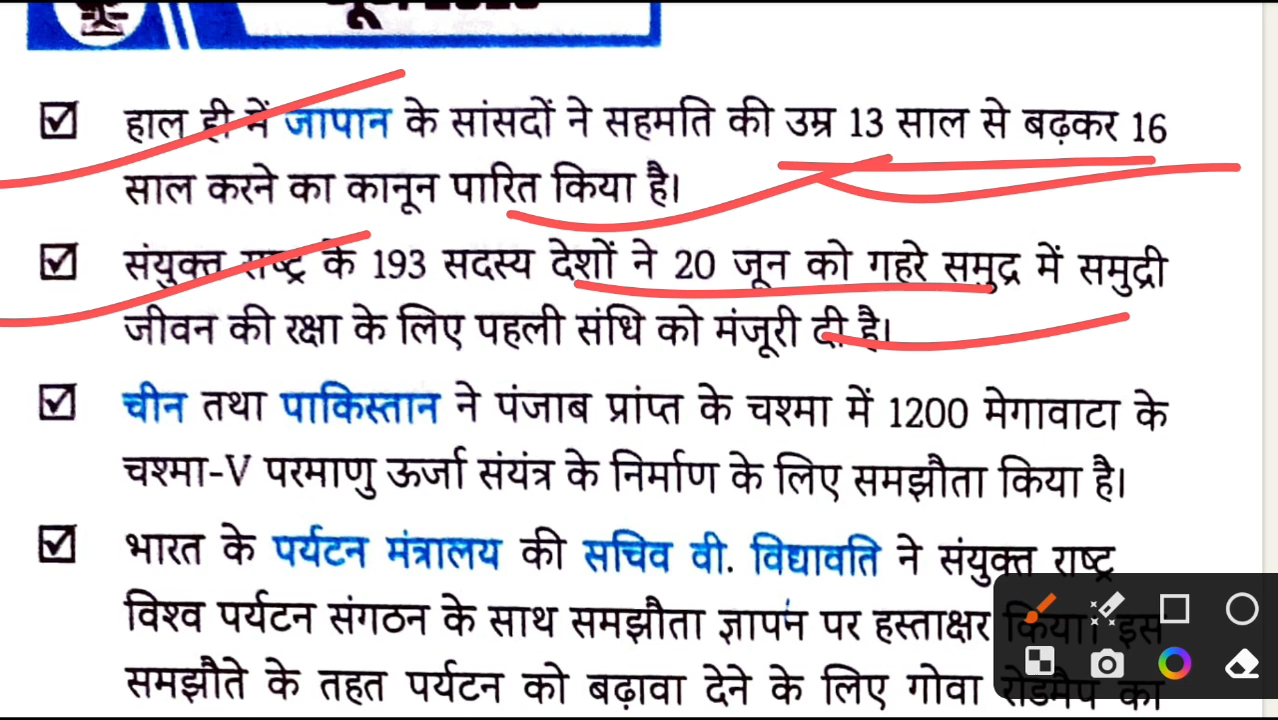 हाल ही में जापान के सांसदों ने सहमति की उम्र 13 साल से बढ़कर 16
साल करने का कानून पारित किया है।
संयुक्त राष्ट्र के 193 सदस्य देशों ने 20 जून को गहरे समुद्र में समुद्री
जीवन की रक्षा के लिए पहली संधि को मंजूरी दी है।
चीन तथा पाकिस्तान ने पंजाब प्रांप्त के चश्मा में 1200 मेगावाटा के
चश्मा-V परमाणु ऊर्जा संयंत्र के निर्माण के लिए समझौता किया है।
भारत के पर्यटन मंत्रालय की सचिव वी. विद्यावति ने संयुक्त राष्ट्र
विश्व पर्यटन संगठन के साथ समझौता ज्ञापन पर हस्ताक्षर किया। इस
समझौते के तहत पर्यटन को बढ़ावा देने के लिए गोवा रोडमैप का